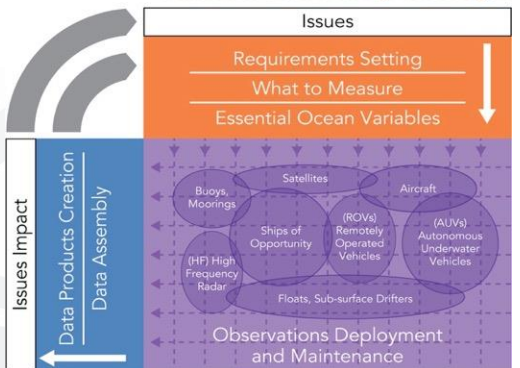 Issues
Requirements Setting
What to Measure
Essential Ocean Variables
Issues Impact
Data Products Creation
Data Assembly
Satellites
Aircraft
Buoys,
Moorings
Ships of
Opportunity
(ROVs)
Remotely
Operated
Vehicles
(AUVs)
Autonomous
Underwater
Vehicles
(HF) High
Frequency
Radar
Floats, Sub-surface Drifters
Observations Deployment
and Maintenance